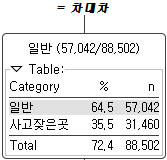 = 차대차
일반 (57,042/88,502)
Table:
Category % n
일반 64,5 57,042
사고잦은곳 35,5 31,460
Total 72,4 88,502